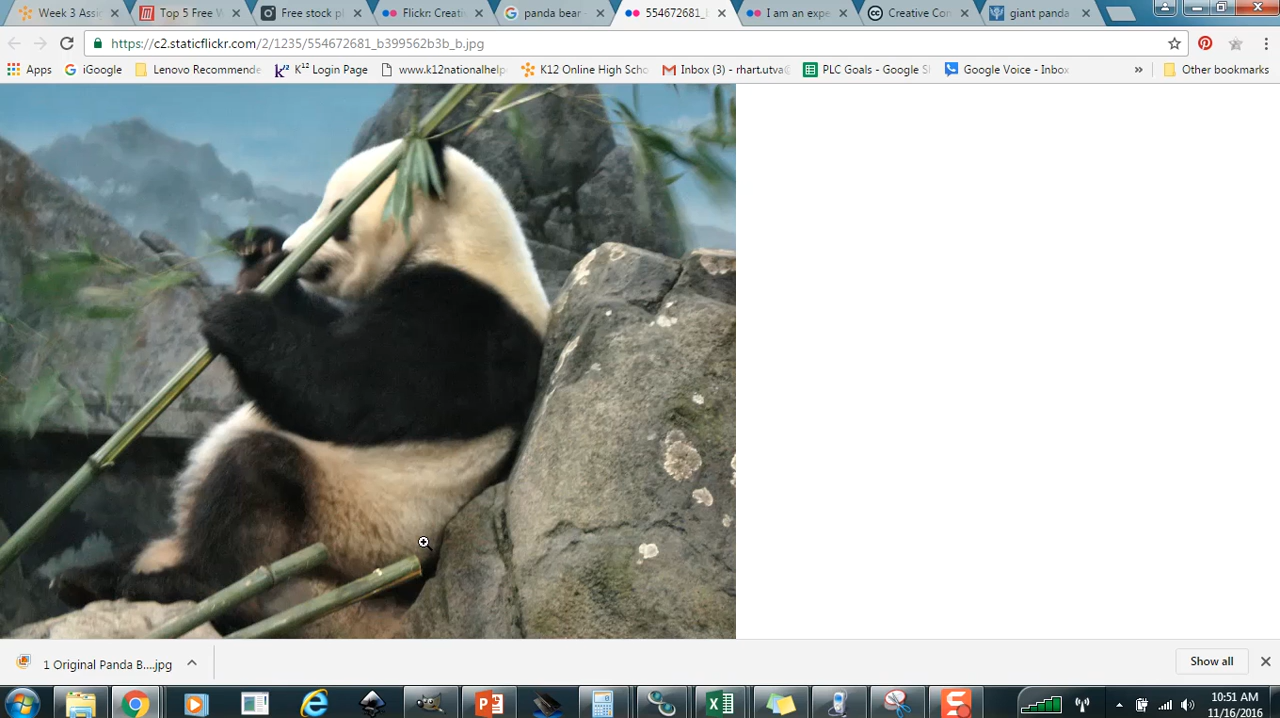 Week 3 Assi
Top 5 Free V
Free stock p
Flickr: Creati
panda bear -
554672681_
I am an expe
Creative Con
giant panda
https://c2.staticflickr.com/2/1235/554672681_b399562b3b_b.jpg
Apps
iGoogle
Lenovo Recommende
K¹² Login Page
www.k12nationalhelp
K12 Online High Scho
Inbox (3) - rhart.utva@
PLC Goals - Google S
Google Voice - Inbox
»
Other bookmarks
1 Original Panda B....jpg
Show all
10:51 AM
11/16/2016